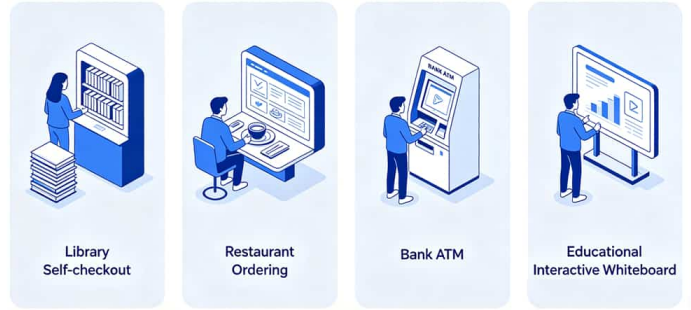 BANK ATM
Library
Self-checkout
Restaurant
Ordering
Bank ATM
Educational
Interactive Whiteboard